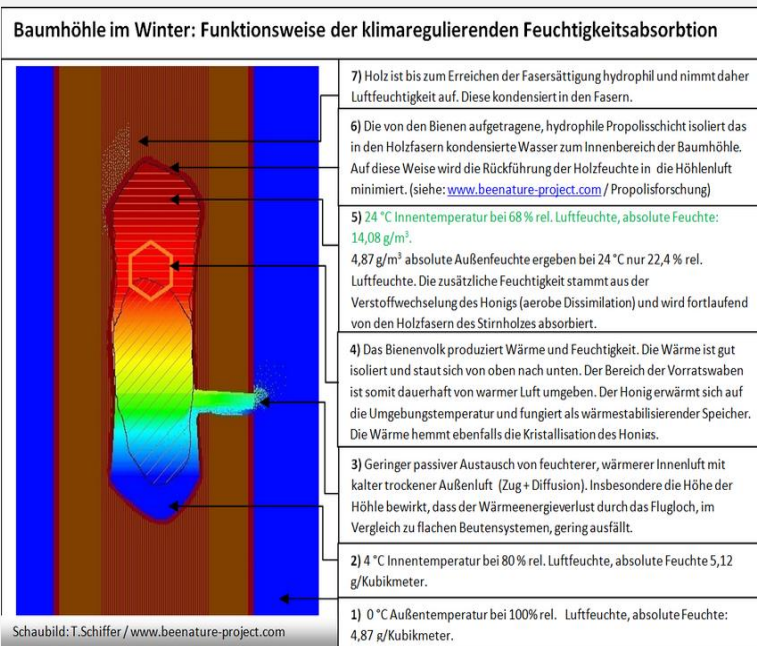 Baumhöhle im Winter: Funktionsweise der klimaregulierenden Feuchtigkeitsabsorbtion
7) Holz ist bis zum Erreichen der Fasersättigung hydrophil und nimmt daher
Luftfeuchtigkeit auf. Diese kondensiert in den Fasern.
6) Die von den Bienen aufgetragene, hydrophile Propolisschicht isoliert das
in den Holzfasern kondensierte Wasser zum Innenbereich der Baumhöhle.
Auf diese Weise wird die Rückführung der Holzfeuchte in die Höhlenluft
minimiert. (siehe: www.beenature-project.com / Propolisforschung)
5) 24 °C Innentemperatur bei 68 % rel. Luftfeuchte, absolute Feuchte:
14,08 g/m³.
4,87 g/m³ absolute Außenfeuchte ergeben bei 24 °C nur 22,4 % rel.
Luftfeuchte. Die zusätzliche Feuchtigkeit stammt aus der
Verstoffwechselung des Honigs (aerobe Dissimilation) und wird fortlaufend
von den Holzfasern des Stirnholzes absorbiert.
4) Das Bienenvolk produziert Wärme und Feuchtigkeit. Die Wärme ist gut
isoliert und staut sich von oben nach unten. Der Bereich der Vorratswaben
ist somit dauerhaft von warmer Luft umgeben. Der Honig erwärmt sich auf
die Umgebungstemperatur und fungiert als wärmestabilisierender Speicher.
Die Wärme hemmt ebenfalls die Kristallisation des Honigs.
3) Geringer passiver Austausch von feuchterer, wärmerer Innenluft mit
kalter trockener Außenluft (Zug + Diffusion). Insbesondere die Höhe der
Höhle bewirkt, dass der Wärmeenergieverlust durch das Flugloch, im
Vergleich zu flachen Beutensystemen, gering ausfällt.
2) 4 °C Innentemperatur bei 80 % rel. Luftfeuchte, absolute Feuchte 5,12
g/Kubikmeter.
1) 0 °C Außentemperatur bei 100% rel. Luftfeuchte, absolute Feuchte:
4,87 g/Kubikmeter.
Schaubild: T.Schiffer / www.beenature-project.com